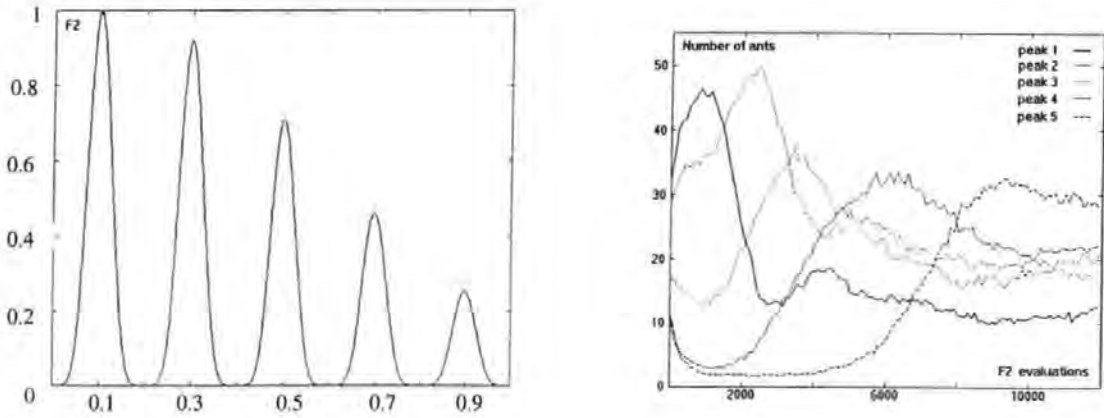 F2
1
0.8
0.6
0.4
0.2
0
0.1 0.3 0.5 0.7 0.9
Number of ants
peak 1
peak 2
peak 3
peak 4
peak 5
50
40
30
20
10
0
2000 6000 10000
F2 evaluations